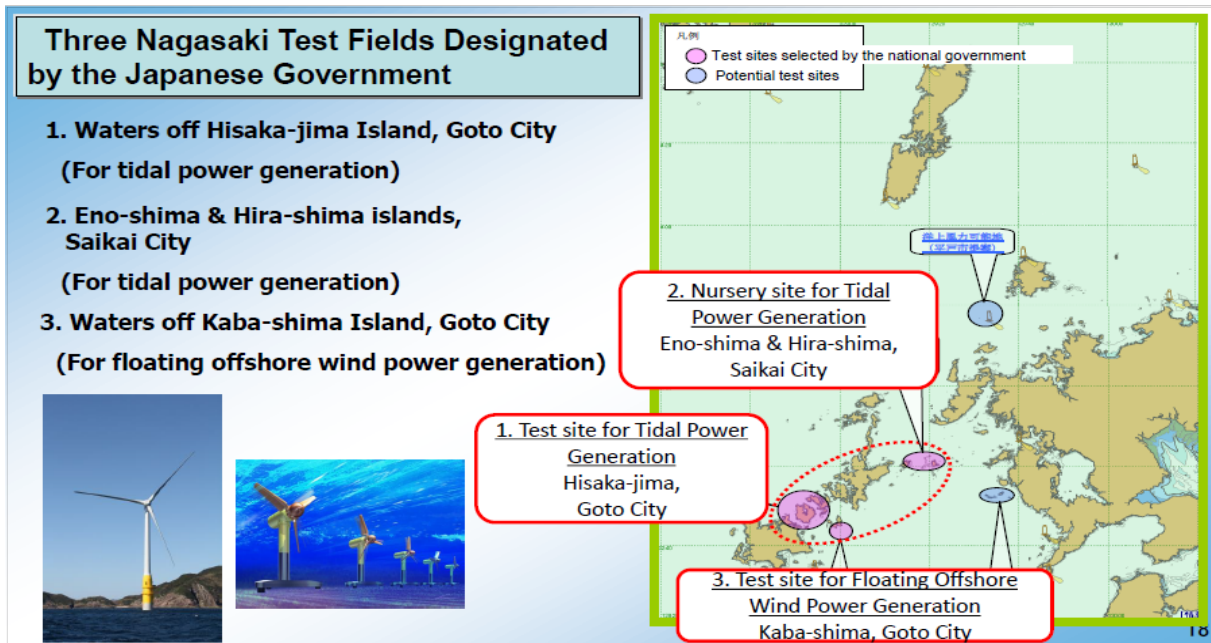 Three Nagasaki Test Fields Designated
by the Japanese Government
1. Waters off Hisaka-jima Island, Goto City
(For tidal power generation)
2. Eno-shima & Hira-shima islands,
Saikai City
(For tidal power generation)
3. Waters off Kaba-shima Island, Goto City
(For floating offshore wind power generation)
凡例
Test sites selected by the national government
Potential test sites
2. Nursery site for Tidal
Power Generation
Eno-shima & Hira-shima,
Saikai City
1. Test site for Tidal Power
Generation
Hisaka-jima,
Goto City
3. Test site for Floating Offshore
Wind Power Generation
Kaba-shima, Goto City
18